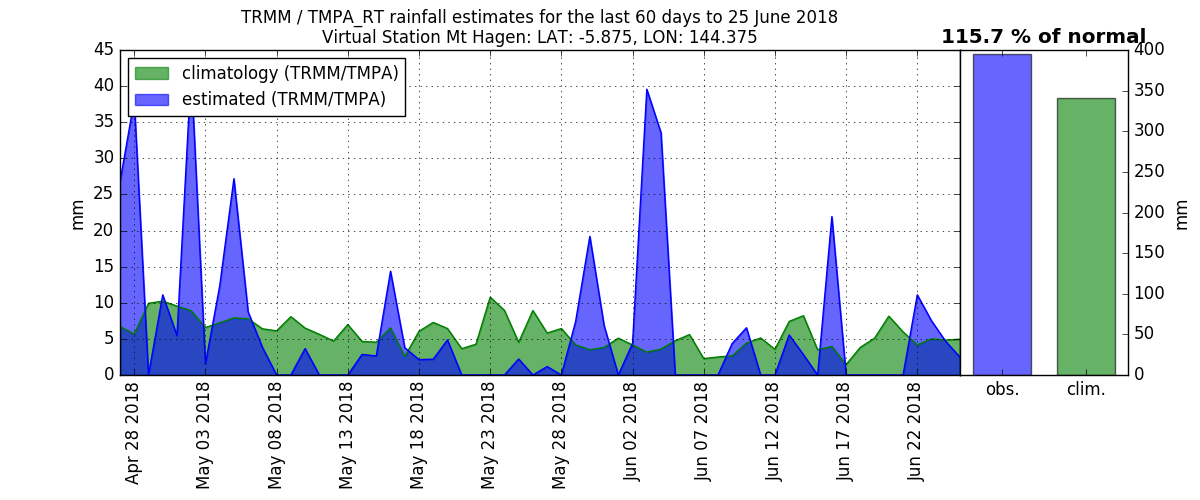 TRMM / TMPA_RT rainfall estimates for the last 60 days to 25 June 2018
Virtual Station Mt Hagen: LAT: -5.875, LON: 144.375
115.7 % of normal
climatology (TRMM/TMPA)
estimated (TRMM/TMPA)
mm
45
40
35
30
25
20
15
10
5
0
Apr 28 2018
May 03 2018
May 08 2018
May 13 2018
May 18 2018
May 23 2018
May 28 2018
Jun 02 2018
Jun 07 2018
Jun 12 2018
Jun 17 2018
Jun 22 2018
obs.
clim.
400
350
300
250
200
150
100
50
0
mm